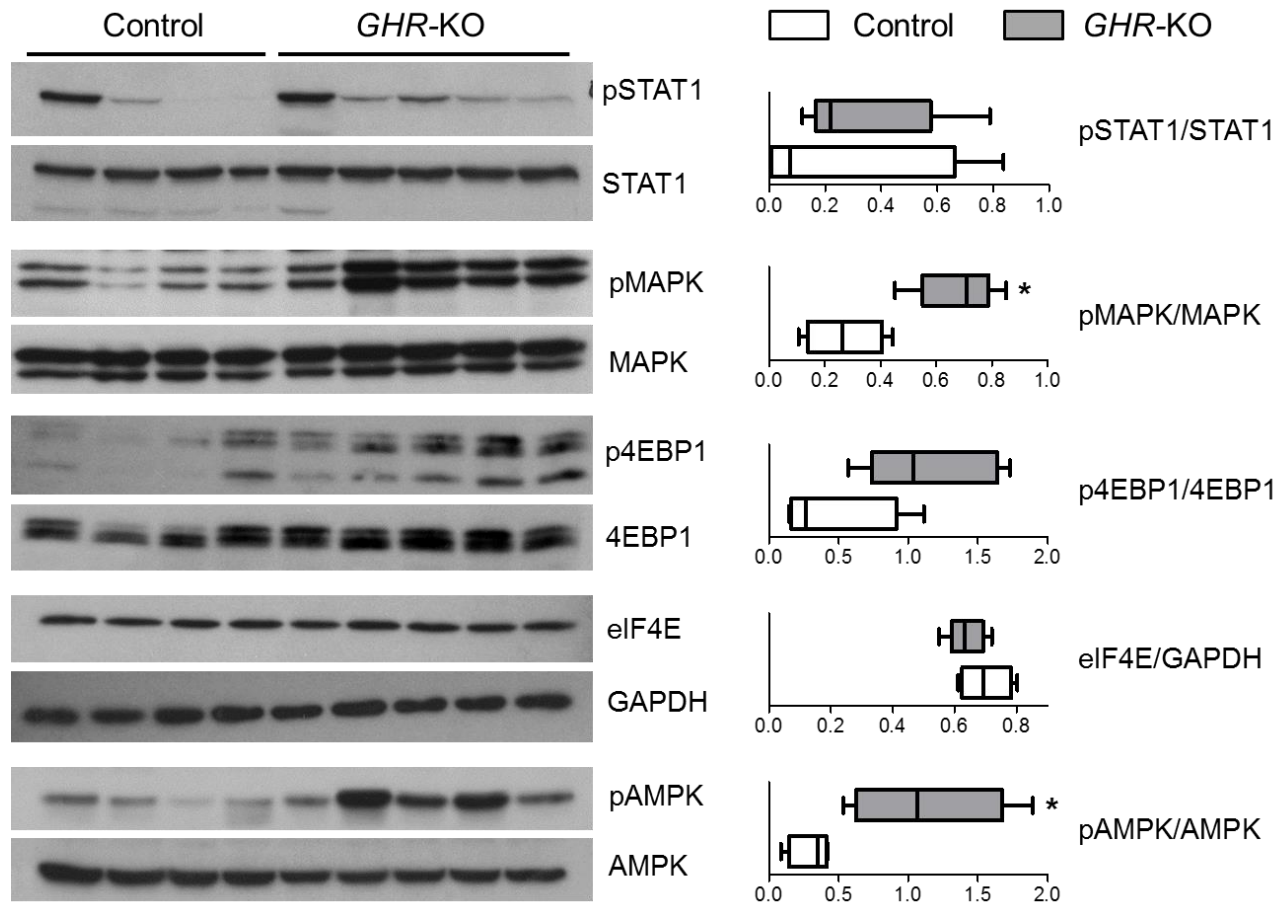 Control GHR-KO
pSTAT1
STAT1
pMAPK
MAPK
p4EBP1
4EBP1
eIF4E
GAPDH
pAMPK
AMPK
Control GHR-KO
pSTAT1/STAT1
0.0 0.2 0.4 0.6 0.8 1.0
*
pMAPK/MAPK
0.0 0.2 0.4 0.6 0.8 1.0
p4EBP1/4EBP1
0.0 0.5 1.0 1.5 2.0
eIF4E/GAPDH
0.0 0.2 0.4 0.6 0.8
*
pAMPK/AMPK
0.0 0.5 1.0 1.5 2.0